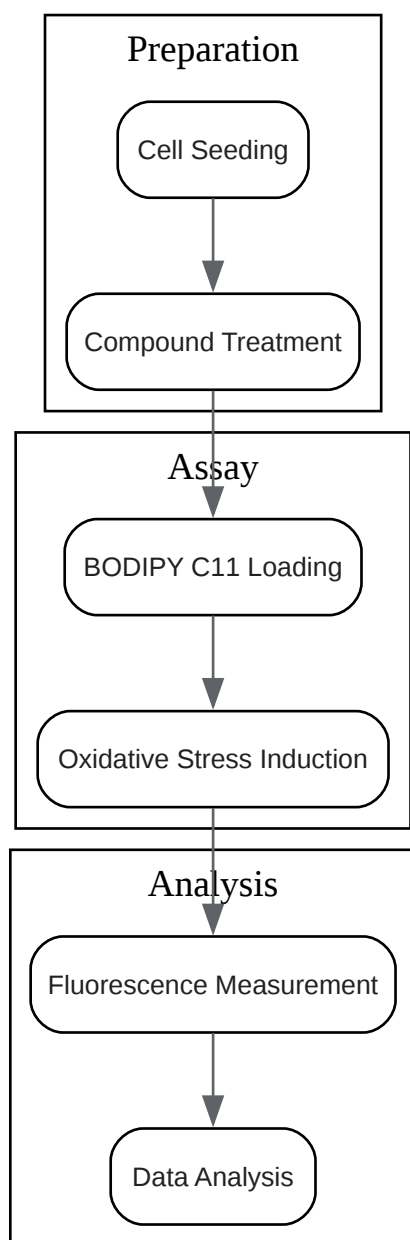 Preparation
Cell Seeding
Compound Treatment
Assay
BODIPY C11 Loading
Oxidative Stress Induction
Analysis
Fluorescence Measurement
Data Analysis